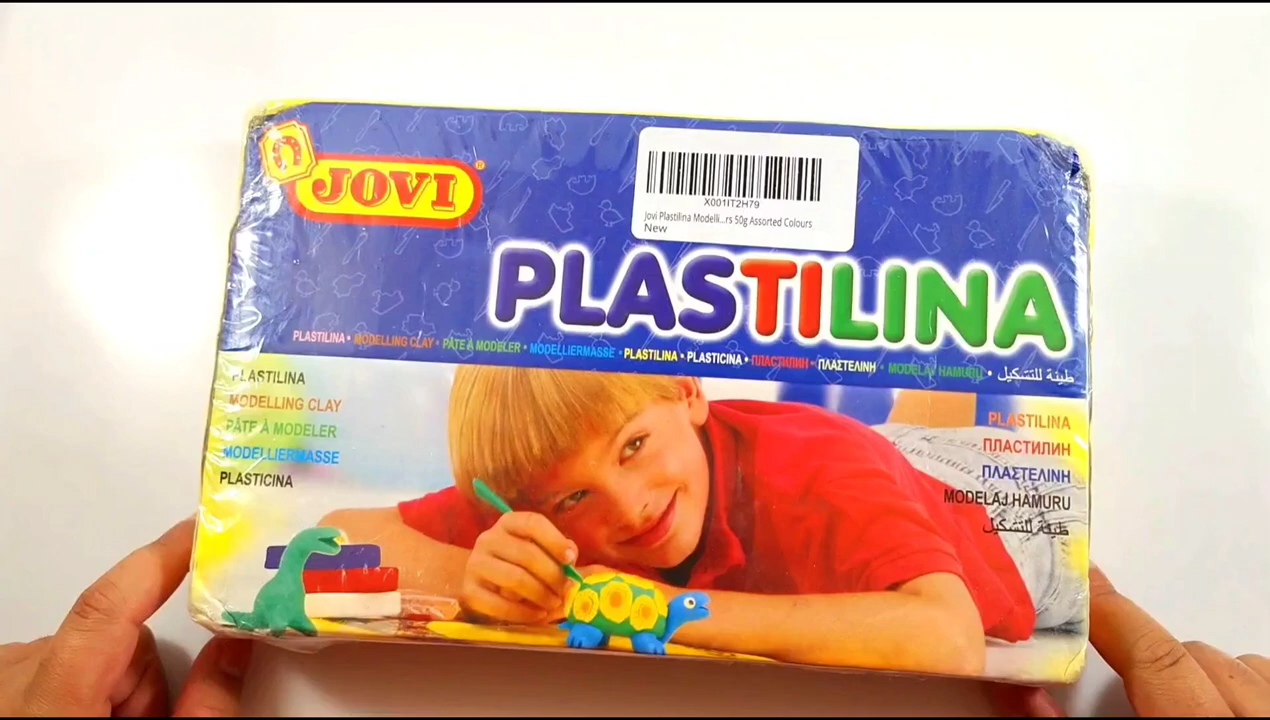 JOVI®
X001IT2H79
Jovi Plastilina Modelli...rs 50g Assorted Colours
New
PLASTILINA
PLASTILINA • MODELLING CLAY • PÂTE À MODELER • MODELLIERMASSE • PLASTILINA • PLASTICINA • ПЛАСТИЛИН • ΠΛΑΣΤΕΛΙΝΗ • MODELAJ HAMURU • طينة للتشكيل
PLASTILINA
MODELLING CLAY
PÂTE À MODELER
MODELLIERMASSE
PLASTICINA
PLASTILINA
ПЛАСТИЛИН
ΠΛΑΣΤΕΛΙΝΗ
MODELAJ HAMURU
طينة للتشكيل